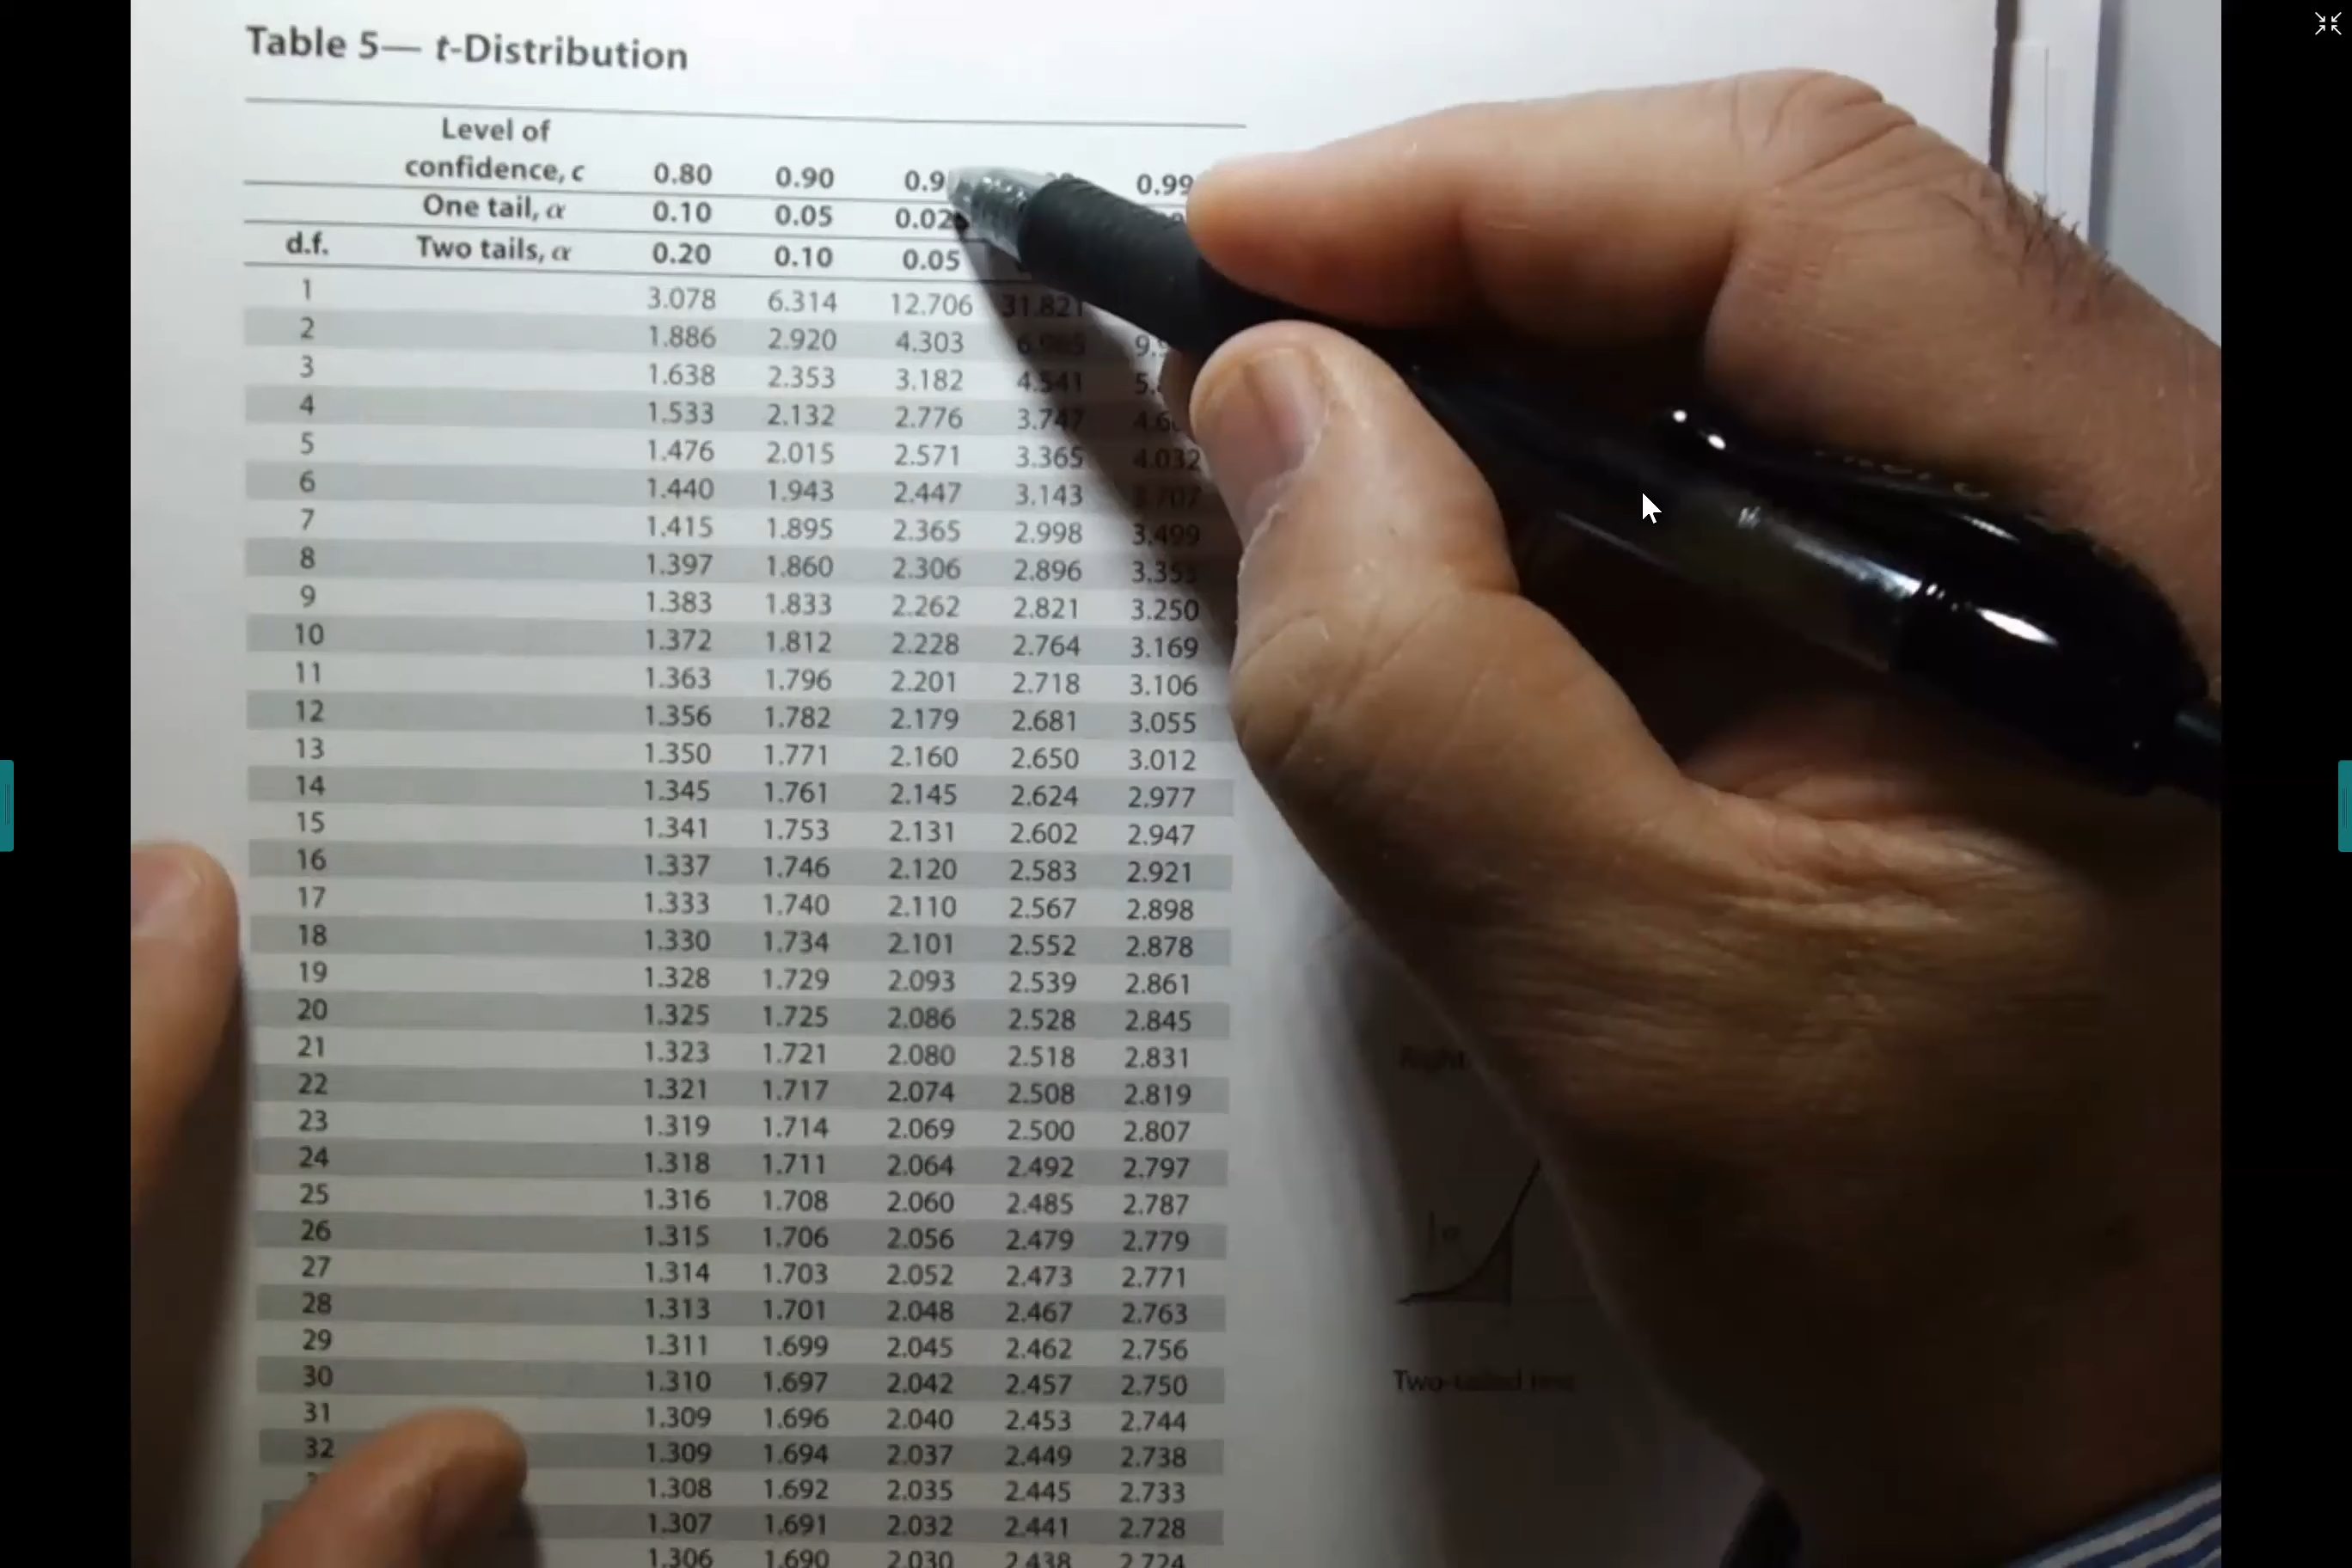 Table 5— t-Distribution
Level of
confidence, c 0.80 0.90 0.99
One tail, α 0.10 0.05
d.f. Two tails, α 0.20 0.10 0.05
1 3.078 6.314 12.706 31.821
2 1.886 2.920 4.303
3 1.638 2.353 3.182 4.541
4 1.533 2.132 2.776 3.747
5 1.476 2.015 2.571 3.365 4.032
6 1.440 1.943 2.447 3.143 3.707
7 1.415 1.895 2.365 2.998 3.499
8 1.397 1.860 2.306 2.896 3.355
9 1.383 1.833 2.262 2.821 3.250
10 1.372 1.812 2.228 2.764 3.169
11 1.363 1.796 2.201 2.718 3.106
12 1.356 1.782 2.179 2.681 3.055
13 1.350 1.771 2.160 2.650 3.012
14 1.345 1.761 2.145 2.624 2.977
15 1.341 1.753 2.131 2.602 2.947
16 1.337 1.746 2.120 2.583 2.921
17 1.333 1.740 2.110 2.567 2.898
18 1.330 1.734 2.101 2.552 2.878
19 1.328 1.729 2.093 2.539 2.861
20 1.325 1.725 2.086 2.528 2.845
21 1.323 1.721 2.080 2.518 2.831
22 1.321 1.717 2.074 2.508 2.819
23 1.319 1.714 2.069 2.500 2.807
24 1.318 1.711 2.064 2.492 2.797
25 1.316 1.708 2.060 2.485 2.787
26 1.315 1.706 2.056 2.479 2.779
27 1.314 1.703 2.052 2.473 2.771
28 1.313 1.701 2.048 2.467 2.763
29 1.311 1.699 2.045 2.462 2.756
30 1.310 1.697 2.042 2.457 2.750
31 1.309 1.696 2.040 2.453 2.744
32 1.309 1.694 2.037 2.449 2.738
1.308 1.692 2.035 2.445 2.733
1.307 1.691 2.032 2.441 2.728
1.306 1.690 2.030 2.438 2.724
Right
α
Two-tailed test